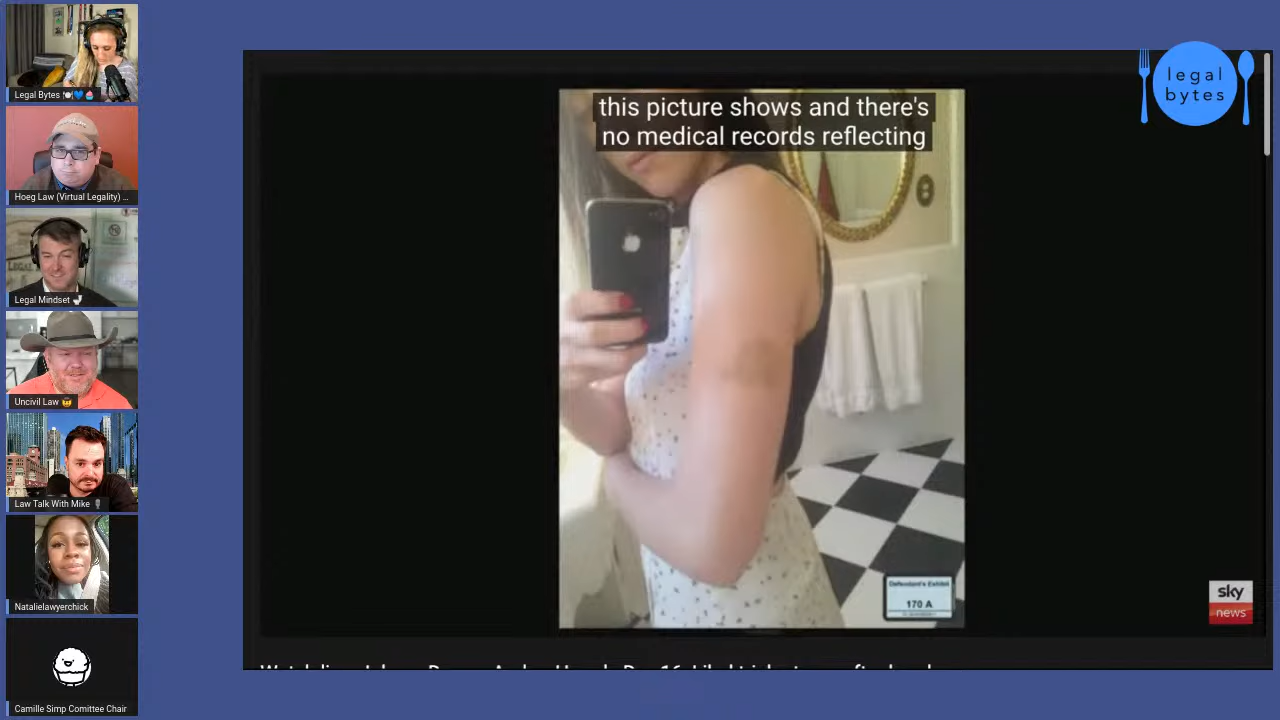 Legal Bytes 🍽️💙🧁
Hoeg Law (Virtual Legality) ...
Legal Mindset
Uncivil Law 🤠
Law Talk With Mike 🎙️
Natalielawyerchick
Camille Simp Comittee Chair
this picture shows and there's
no medical records reflecting
legal
bytes
Defendant's Exhibit
170 A
sky
news